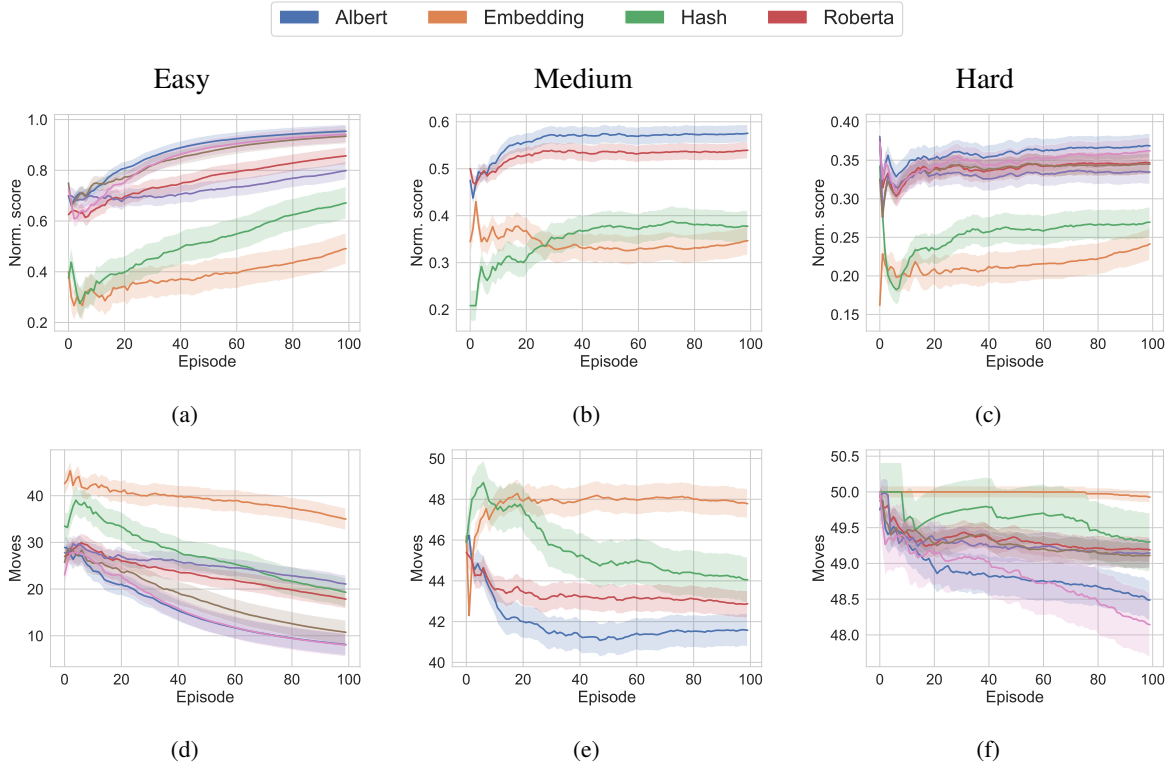 Albert Embedding Hash Roberta
Easy Medium Hard
1.0
0.8
0.6
0.4
0.2
Norm. score
0 20 40 60 80 100
Episode
(a)
0.6
0.5
0.4
0.3
0.2
Norm. score
0 20 40 60 80 100
Episode
(b)
0.40
0.35
0.30
0.25
0.20
0.15
Norm. score
0 20 40 60 80 100
Episode
(c)
40
30
20
10
Moves
0 20 40 60 80 100
Episode
(d)
50
48
46
44
42
40
Moves
0 20 40 60 80 100
Episode
(e)
50.5
50.0
49.5
49.0
48.5
48.0
Moves
0 20 40 60 80 100
Episode
(f)